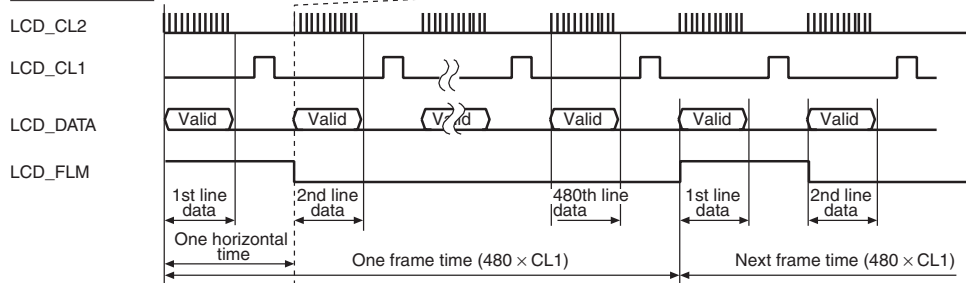 LCD_CL2
LCD_CL1
LCD_DATA
Valid
Valid
Valid
Valid
Valid
Valid
LCD_FLM
1st line
data
2nd line
data
480th line
data
1st line
data
2nd line
data
One horizontal
time
One frame time (480 × CL1)
Next frame time (480 × CL1)